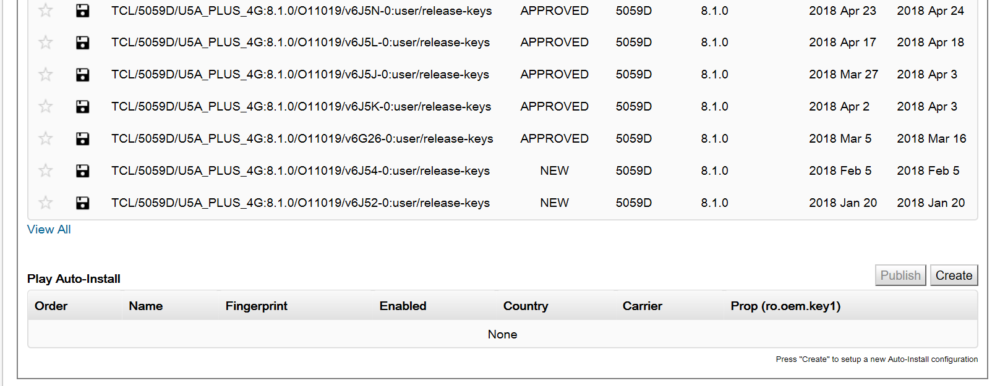 TCL/5059D/U5A_PLUS_4G:8.1.0/O11019/v6J5N-0:user/release-keys APPROVED 5059D 8.1.0 2018 Apr 23 2018 Apr 24
TCL/5059D/U5A_PLUS_4G:8.1.0/O11019/v6J5L-0:user/release-keys APPROVED 5059D 8.1.0 2018 Apr 17 2018 Apr 18
TCL/5059D/U5A_PLUS_4G:8.1.0/O11019/v6J5J-0:user/release-keys APPROVED 5059D 8.1.0 2018 Mar 27 2018 Apr 3
TCL/5059D/U5A_PLUS_4G:8.1.0/O11019/v6J5K-0:user/release-keys APPROVED 5059D 8.1.0 2018 Apr 2 2018 Apr 3
TCL/5059D/U5A_PLUS_4G:8.1.0/O11019/v6G26-0:user/release-keys APPROVED 5059D 8.1.0 2018 Mar 5 2018 Mar 16
TCL/5059D/U5A_PLUS_4G:8.1.0/O11019/v6J54-0:user/release-keys NEW 5059D 8.1.0 2018 Feb 5 2018 Feb 5
TCL/5059D/U5A_PLUS_4G:8.1.0/O11019/v6J52-0:user/release-keys NEW 5059D 8.1.0 2018 Jan 20 2018 Jan 20
View All
Play Auto-Install Publish Create
Order Name Fingerprint Enabled Country Carrier Prop (ro.oem.key1)
None
Press "Create" to setup a new Auto-Install configuration